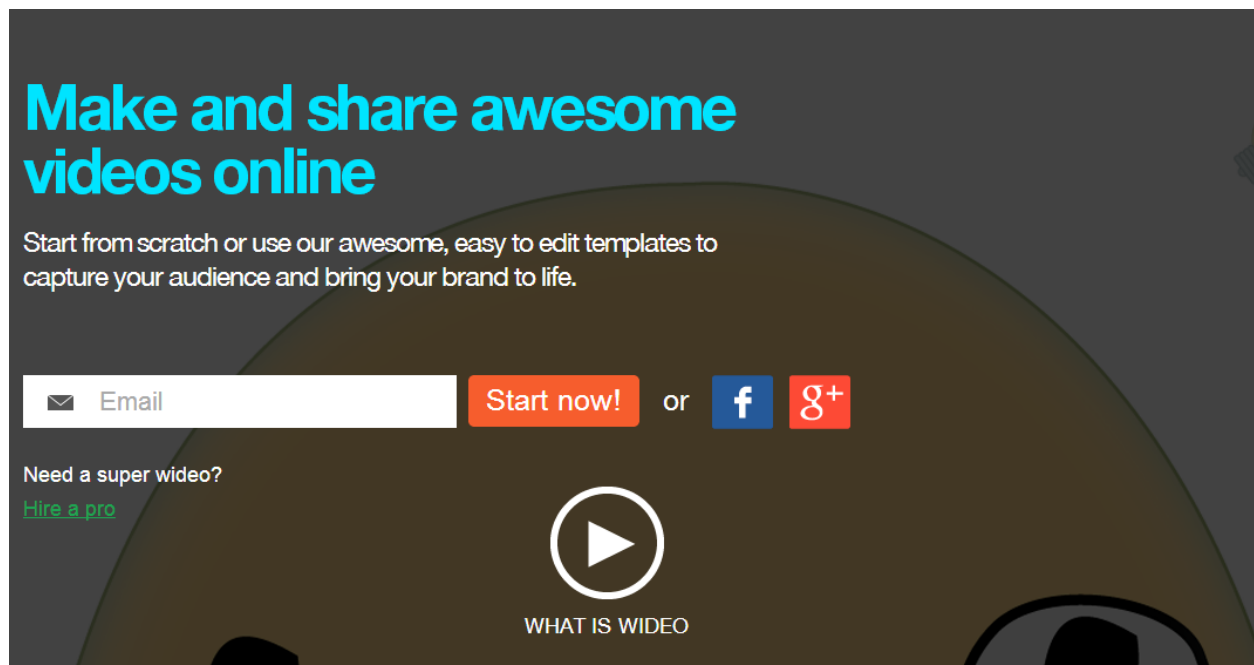 Make and share awesome
videos online
Start from scratch or use our awesome, easy to edit templates to
capture your audience and bring your brand to life.
Email
Start now!
or
f
g+
Need a super wideo?
Hire a pro
WHAT IS WIDEO